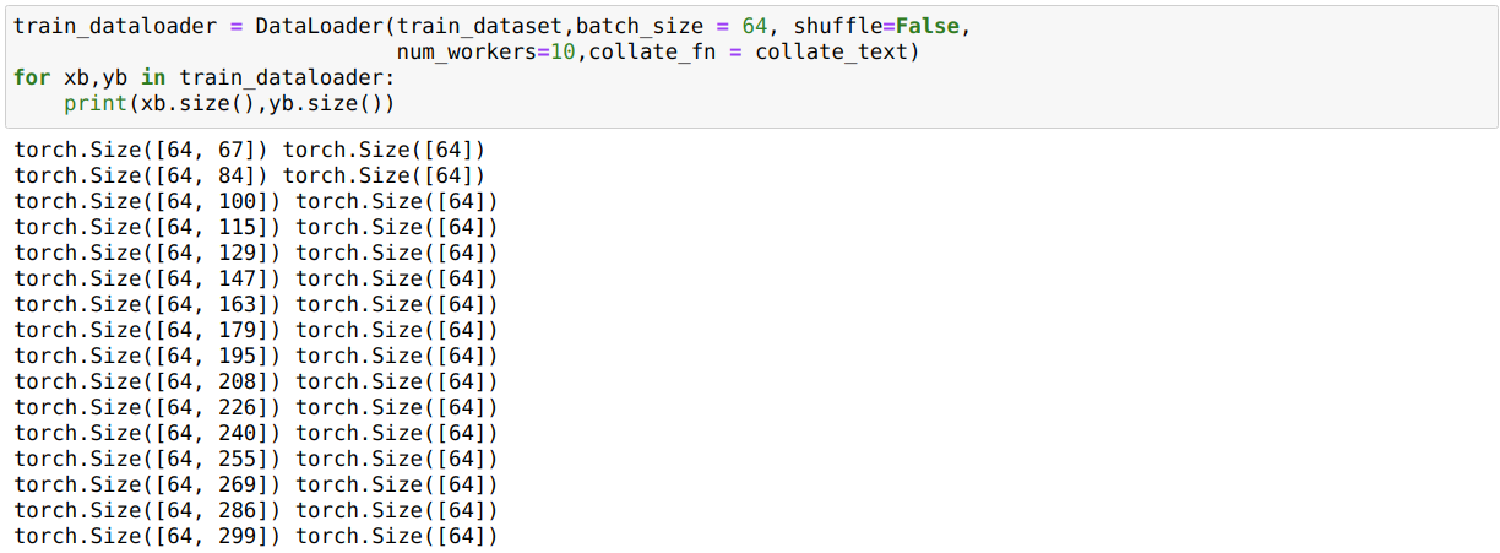 train_dataloader = DataLoader(train_dataset,batch_size = 64, shuffle=False,
                              num_workers=10,collate_fn = collate_text)
for xb,yb in train_dataloader:
    print(xb.size(),yb.size())
torch.Size([64, 67]) torch.Size([64])
torch.Size([64, 84]) torch.Size([64])
torch.Size([64, 100]) torch.Size([64])
torch.Size([64, 115]) torch.Size([64])
torch.Size([64, 129]) torch.Size([64])
torch.Size([64, 147]) torch.Size([64])
torch.Size([64, 163]) torch.Size([64])
torch.Size([64, 179]) torch.Size([64])
torch.Size([64, 195]) torch.Size([64])
torch.Size([64, 208]) torch.Size([64])
torch.Size([64, 226]) torch.Size([64])
torch.Size([64, 240]) torch.Size([64])
torch.Size([64, 255]) torch.Size([64])
torch.Size([64, 269]) torch.Size([64])
torch.Size([64, 286]) torch.Size([64])
torch.Size([64, 299]) torch.Size([64])